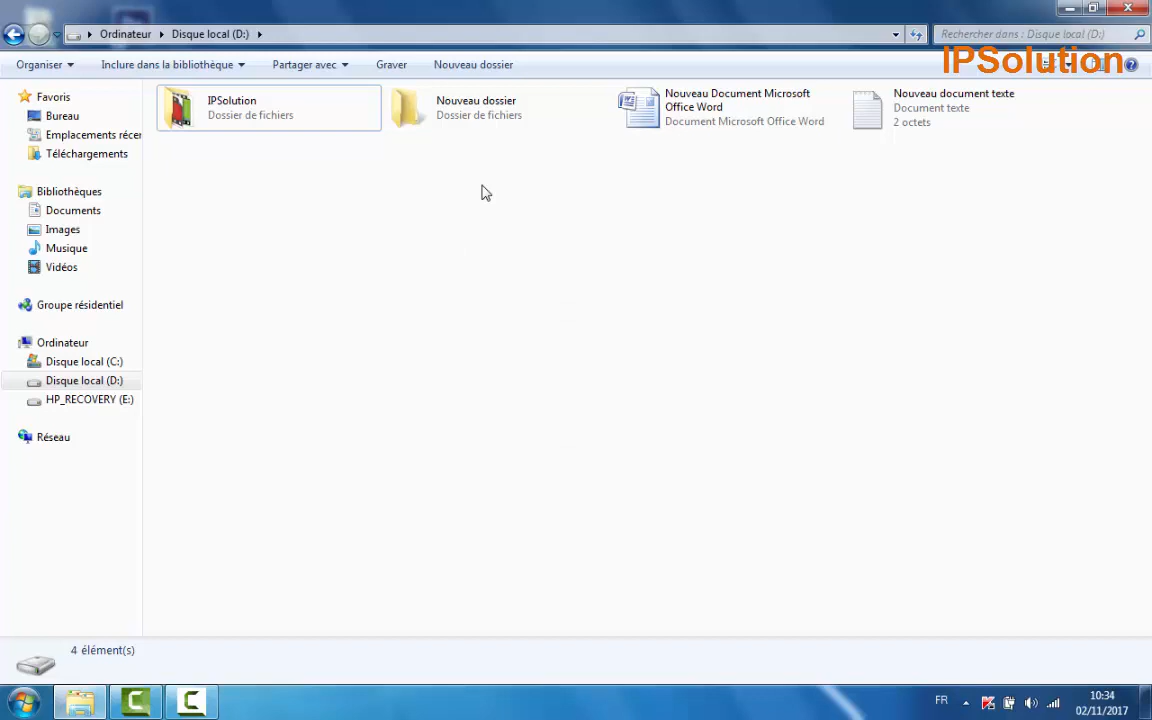 Ordinateur Disque local (D:) Rechercher dans : Disque local (D:)
IPSolution
Organiser Inclure dans la bibliothèque Partager avec Graver Nouveau dossier
Favoris
Bureau
Emplacements récer
Téléchargements
Bibliothèques
Documents
Images
Musique
Vidéos
Groupe résidentiel
Ordinateur
Disque local (C:)
Disque local (D:)
HP_RECOVERY (E:)
Réseau
IPSolution
Dossier de fichiers
Nouveau dossier
Dossier de fichiers
Nouveau Document Microsoft
Office Word
Document Microsoft Office Word
Nouveau document texte
Document texte
2 octets
4 élément(s)
FR
10:34
02/11/2017